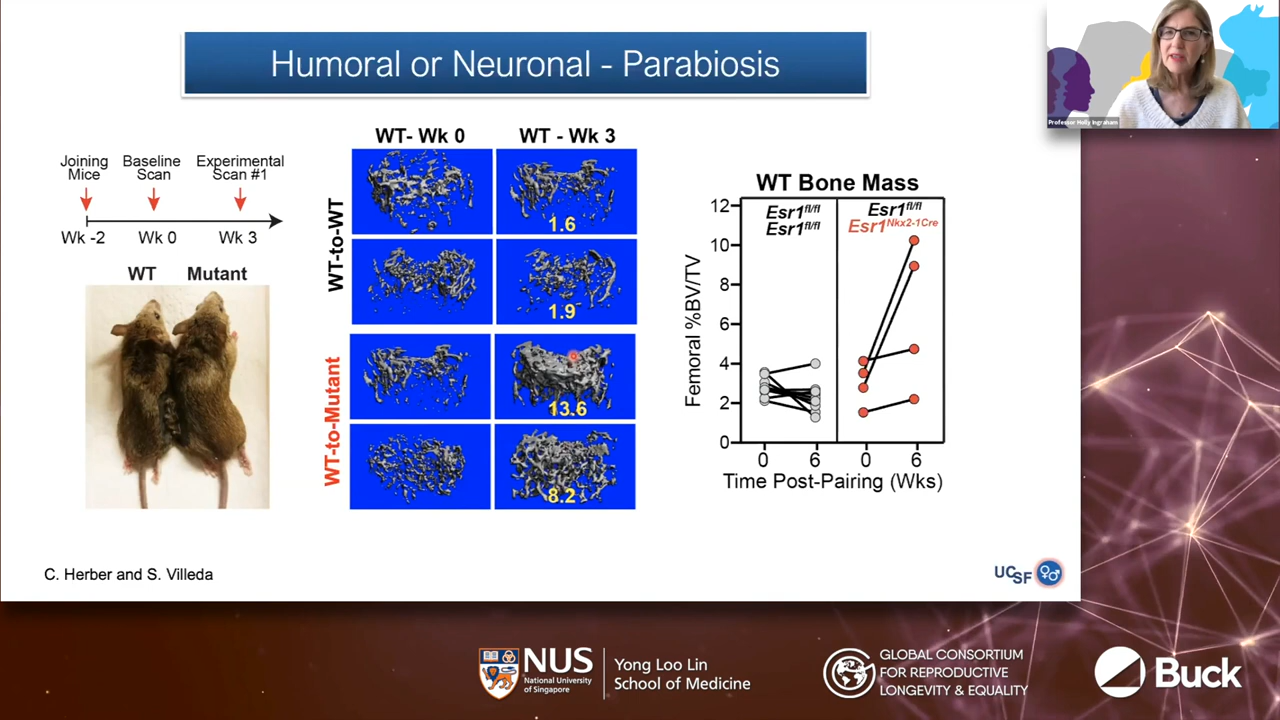 Humoral or Neuronal - Parabiosis
Professor Holly Ingraham
Joining
Mice
Baseline
Scan
Experimental
Scan #1
Wk -2
Wk 0
Wk 3
WT
Mutant
WT- Wk 0
WT - Wk 3
WT-to-WT
1.6
1.9
WT-to-Mutant
13.6
8.2
WT Bone Mass
Esr1fl/fl
Esr1fl/fl
Esr1fl/fl
Esr1Nkx2-1Cre
Femoral %BV/TV
12
10
8
6
4
2
0
0
6
0
6
Time Post-Pairing (Wks)
C. Herber and S. Villeda
UCSF
NUS
National University
of Singapore
Yong Loo Lin
School of Medicine
GLOBAL CONSORTIUM
FOR REPRODUCTIVE
LONGEVITY & EQUALITY
Buck